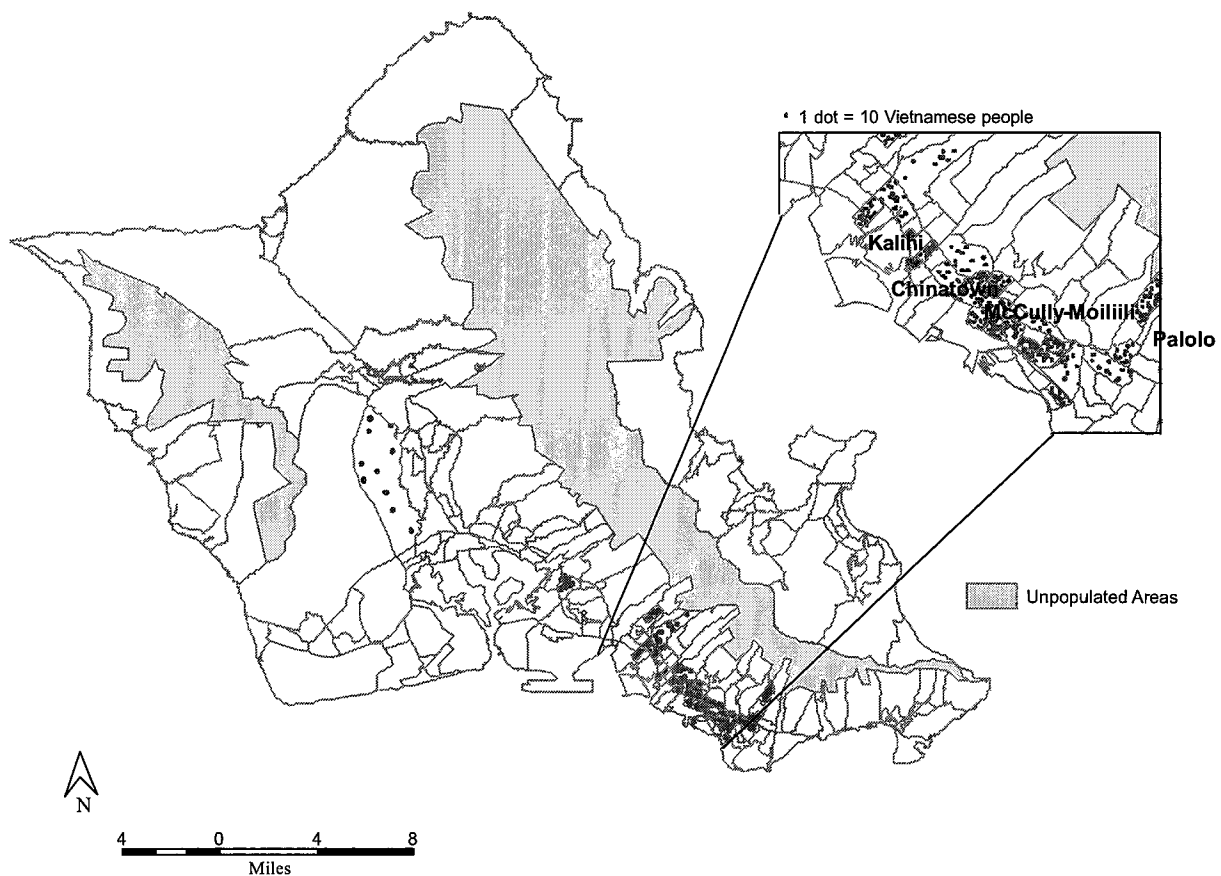 1 dot = 10 Vietnamese people
Kalihi
Chinatown
McCully-Moiliili
Palolo
Unpopulated Areas
N
4 0 4 8
Miles